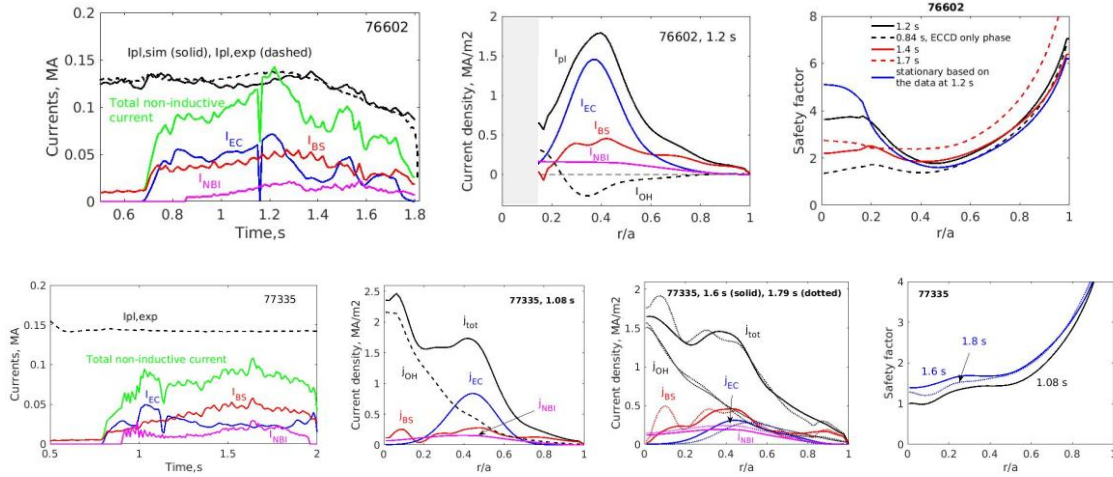 76602
Ipl,sim (solid), Ipl,exp (dashed)
Total non-inductive
current
I_EC
I_BS
I_NBI
Currents, MA
0.2
0.15
0.1
0.05
0
0.6 0.8 1 1.2 1.4 1.6 1.8
Time,s
76602, 1.2 s
I_pl
I_EC
I_BS
I_NBI
I_OH
Current density, MA/m2
2
1.5
1
0.5
0
0 0.2 0.4 0.6 0.8 1
r/a
76602
1.2 s
0.84 s, ECCD only phase
1.4 s
1.7 s
stationary based on
the data at 1.2 s
Safety factor
8
6
4
2
0
0 0.2 0.4 0.6 0.8 1
r/a
77335
Ipl,exp
Total non-inductive current
I_EC
I_BS
I_NBI
Currents, MA
0.2
0.15
0.1
0.05
0
0.5 1 1.5 2
Time,s
77335, 1.08 s
j_tot
j_OH
j_EC
j_BS
j_NBI
Current density, MA/m2
2.5
2
1.5
1
0.5
0
0 0.2 0.4 0.6 0.8 1
r/a
77335, 1.6 s (solid), 1.79 s (dotted)
j_tot
j_OH
j_EC
j_BS
j_NBI
Current density, MA/m2
2
1.5
1
0.5
0
0 0.2 0.4 0.6 0.8 1
r/a
77335
1.8 s
1.6 s
1.08 s
Safety factor
4
3
2
1
0
0 0.2 0.4 0.6 0.8 1
r/a